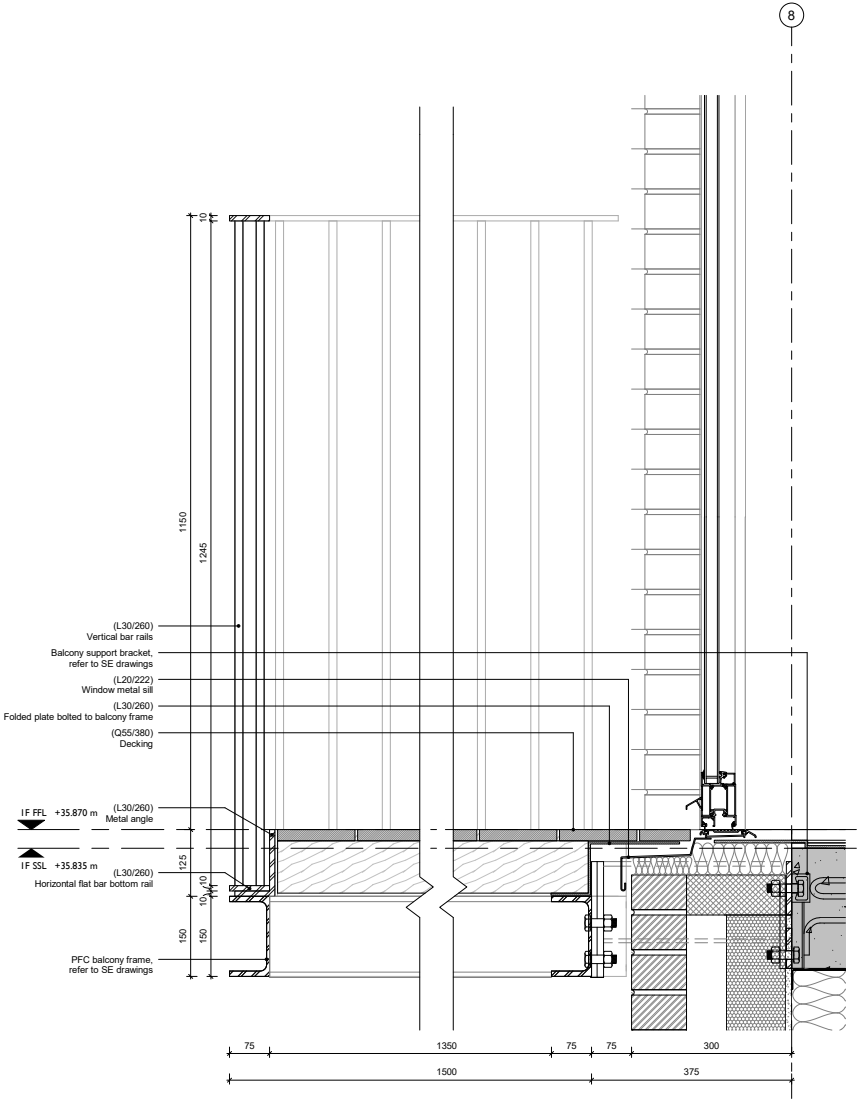 8
10
1150
1245
(L30/260)
Vertical bar rails
Balcony support bracket,
refer to SE drawings
(L20/222)
Window metal sill
(L30/260)
Folded plate bolted to balcony frame
(Q55/380)
Decking
(L30/260)
Metal angle
IF FFL +35.870 m
IF SSL +35.835 m
125
(L30/260)
Horizontal flat bar bottom rail
10
10
150
150
PFC balcony frame,
refer to SE drawings
75
1350
75
75
300
1500
375